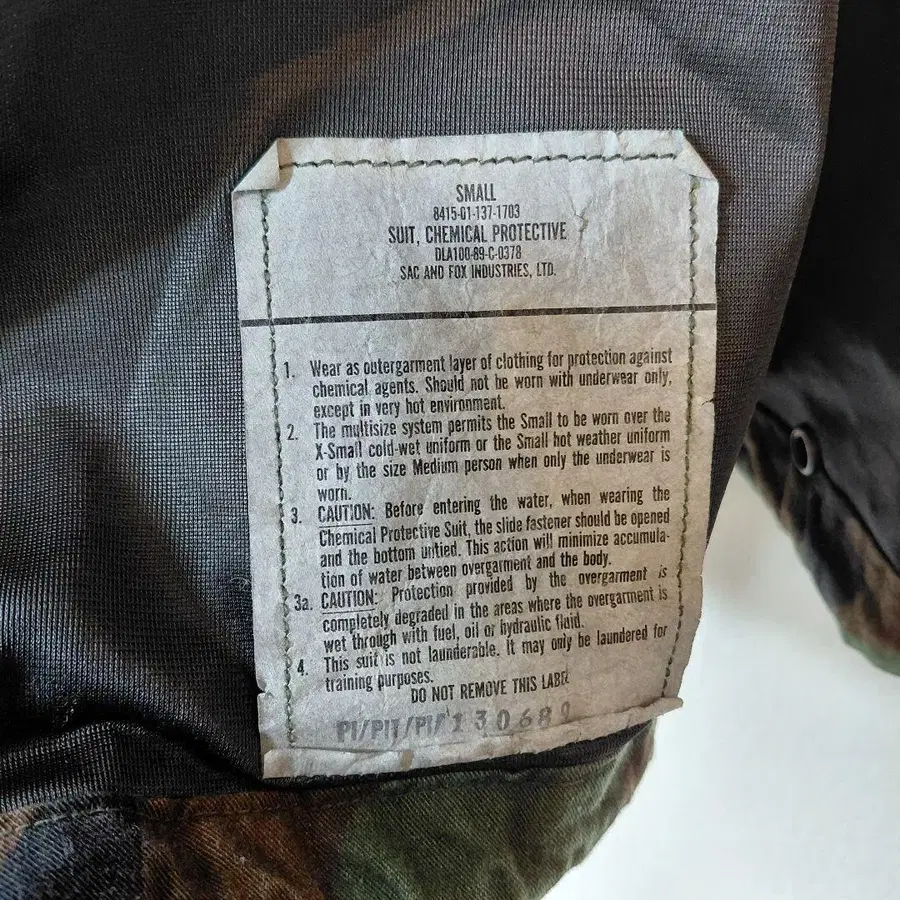 SMALL
8415-01-137-1703
SUIT, CHEMICAL PROTECTIVE
DLA100-89-C-0378
SAC AND FOX INDUSTRIES, LTD.
1. Wear as outergarment layer of clothing for protection against
chemical agents. Should not be worn with underwear only,
except in very hot environment.
2. The multisize system permits the Small to be worn over the
X-Small cold-wet uniform or the Small hot weather uniform
or by the size Medium person when only the underwear is
worn.
3. CAUTION: Before entering the water, when wearing the
Chemical Protective Suit, the slide fastener should be opened
and the bottom untied. This action will minimize accumula-
tion of water between overgarment and the body.
3a. CAUTION: Protection provided by the overgarment is
completely degraded in the areas where the overgarment is
wet through with fuel, oil or hydraulic fluid.
4. This suit is not launderable. It may only be laundered for
training purposes.
DO NOT REMOVE THIS LABEL
130689